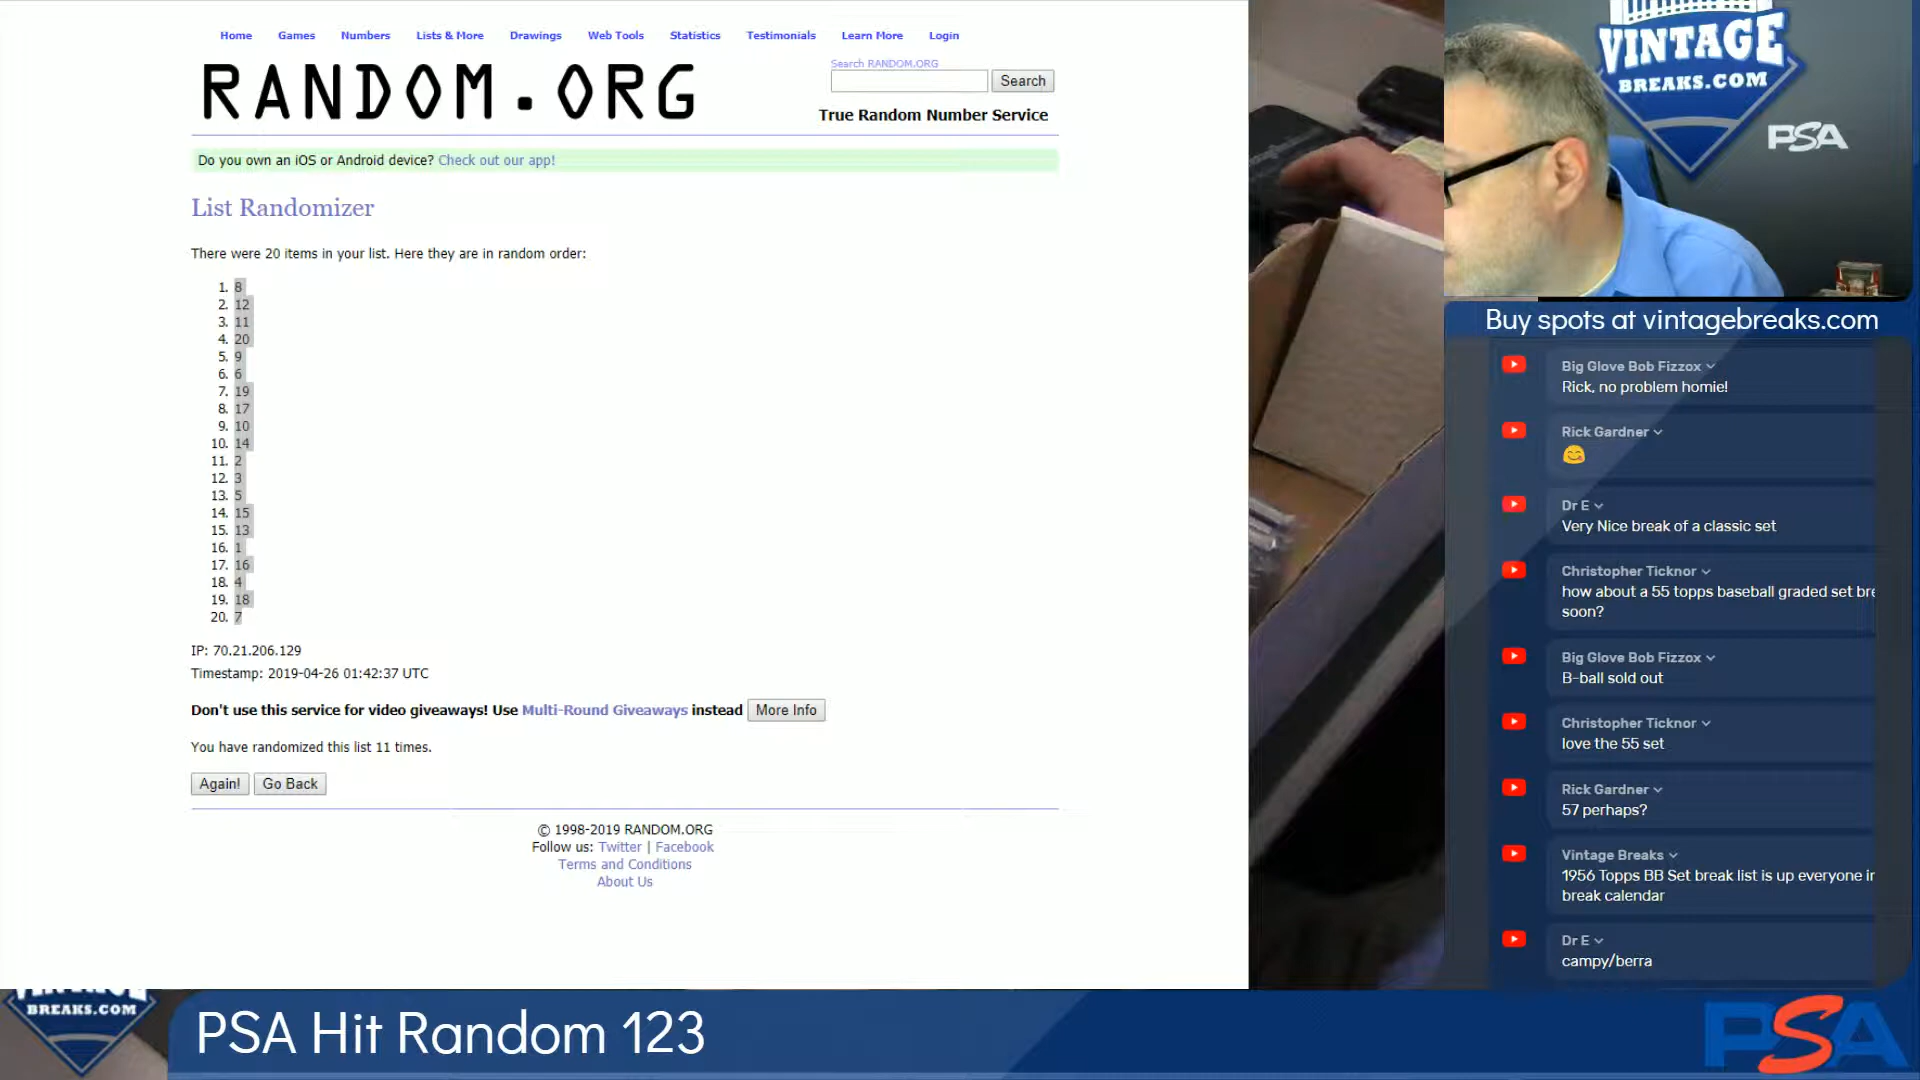 Home Games Numbers Lists & More Drawings Web Tools Statistics Testimonials Learn More Login
RANDOM.ORG
Search RANDOM.ORG
Search
True Random Number Service
Do you own an iOS or Android device? Check out our app!
List Randomizer
There were 20 items in your list. Here they are in random order:
1. 8
2. 12
3. 11
4. 20
5. 9
6. 6
7. 19
8. 17
9. 10
10. 14
11. 2
12. 3
13. 5
14. 15
15. 13
16. 1
17. 16
18. 4
19. 18
20. 7
IP: 70.21.206.129
Timestamp: 2019-04-26 01:42:37 UTC
Don't use this service for video giveaways! Use Multi-Round Giveaways instead More Info
You have randomized this list 11 times.
Again! Go Back
© 1998-2019 RANDOM.ORG
Follow us: Twitter | Facebook
Terms and Conditions
About Us
VINTAGE
BREAKS.COM
PSA
Buy spots at vintagebreaks.com
Big Glove Bob Fizzox
Rick, no problem homie!
Rick Gardner
😋
Dr E
Very Nice break of a classic set
Christopher Ticknor
how about a 55 topps baseball graded set bre
soon?
Big Glove Bob Fizzox
B-ball sold out
Christopher Ticknor
love the 55 set
Rick Gardner
57 perhaps?
Vintage Breaks
1956 Topps BB Set break list is up everyone in
break calendar
Dr E
campy/berra
VINTAGE
BREAKS.COM
PSA Hit Random 123
PSA